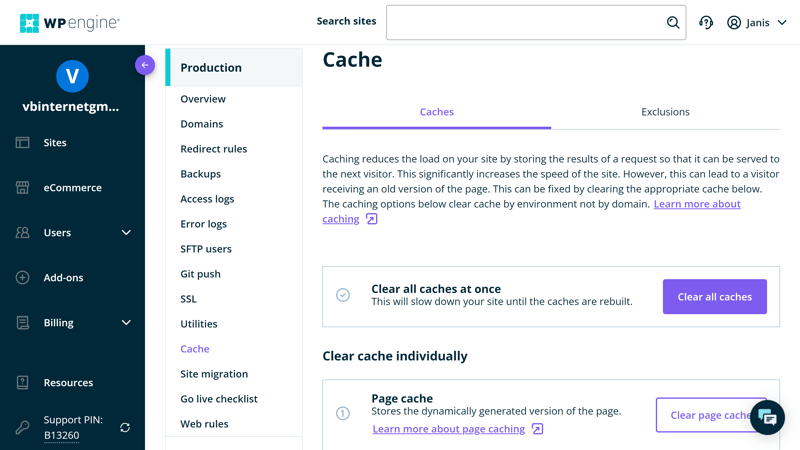 WP engine
Search sites
Janis
V
vbinternetgm...
Sites
eCommerce
Users
Add-ons
Billing
Resources
Support PIN:
B13260
Production
Overview
Domains
Redirect rules
Backups
Access logs
Error logs
SFTP users
Git push
SSL
Utilities
Cache
Site migration
Go live checklist
Web rules
Cache
Caches
Exclusions
Caching reduces the load on your site by storing the results of a request so that it can be served to
the next visitor. This significantly increases the speed of the site. However, this can lead to a visitor
receiving an old version of the page. This can be fixed by clearing the appropriate cache below.
The caching options below clear cache by environment not by domain. Learn more about
caching
Clear all caches at once
This will slow down your site until the caches are rebuilt.
Clear all caches
Clear cache individually
1
Page cache
Stores the dynamically generated version of the page.
Learn more about page caching
Clear page cache